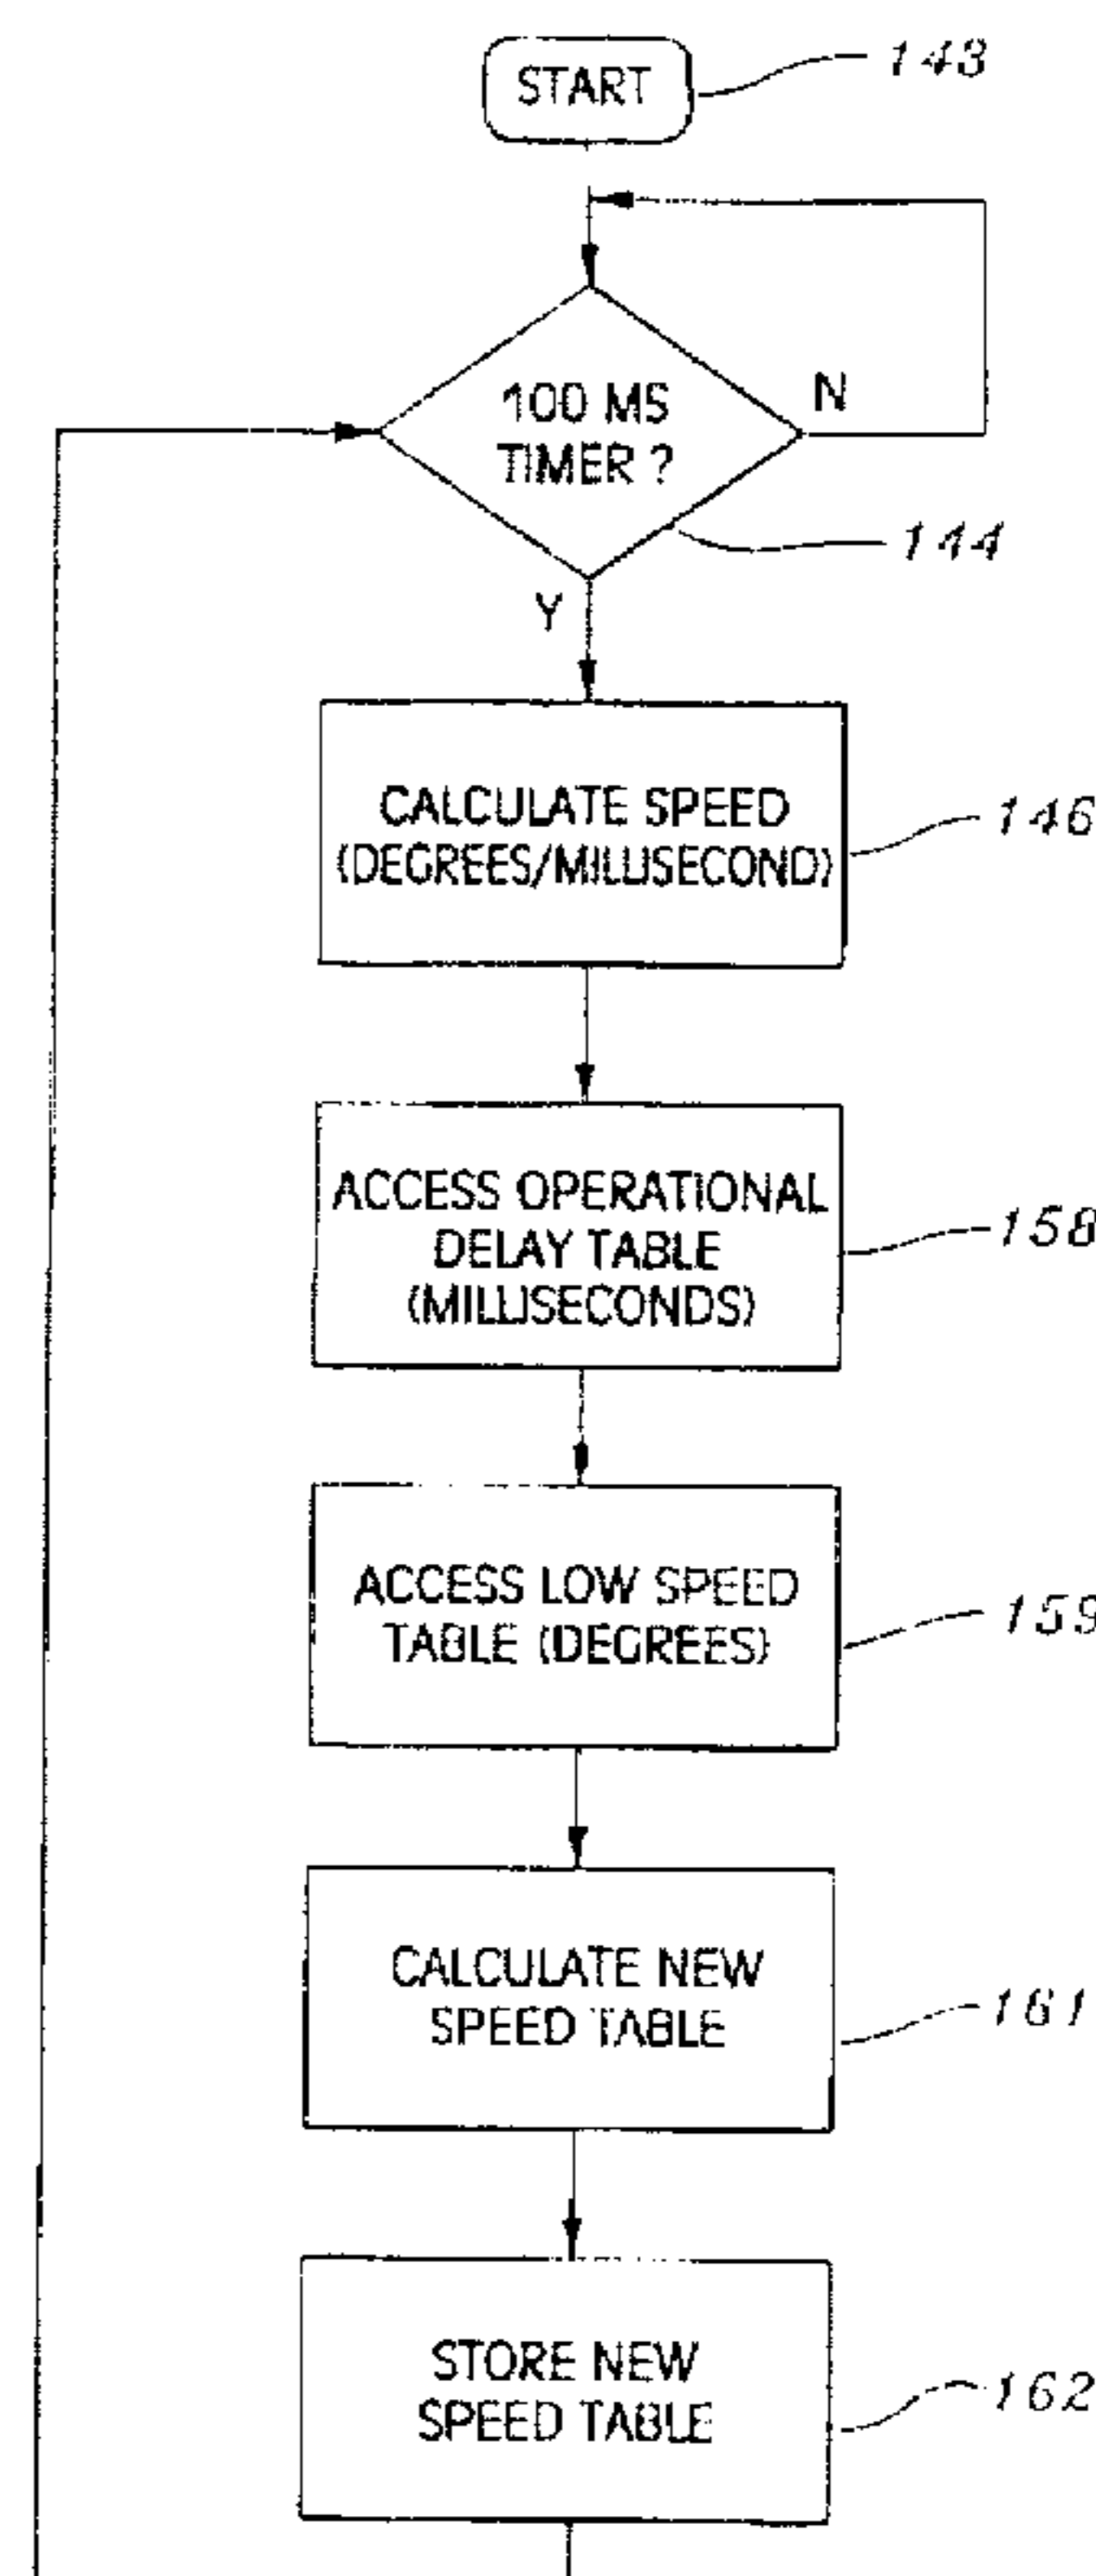 START
143
100 MS
TIMER ?
N
144
Y
CALCULATE SPEED
(DEGREES/MILLISECOND)
146
ACCESS OPERATIONAL
DELAY TABLE
(MILLISECONDS)
158
ACCESS LOW SPEED
TABLE (DEGREES)
159
CALCULATE NEW
SPEED TABLE
161
STORE NEW
SPEED TABLE
162